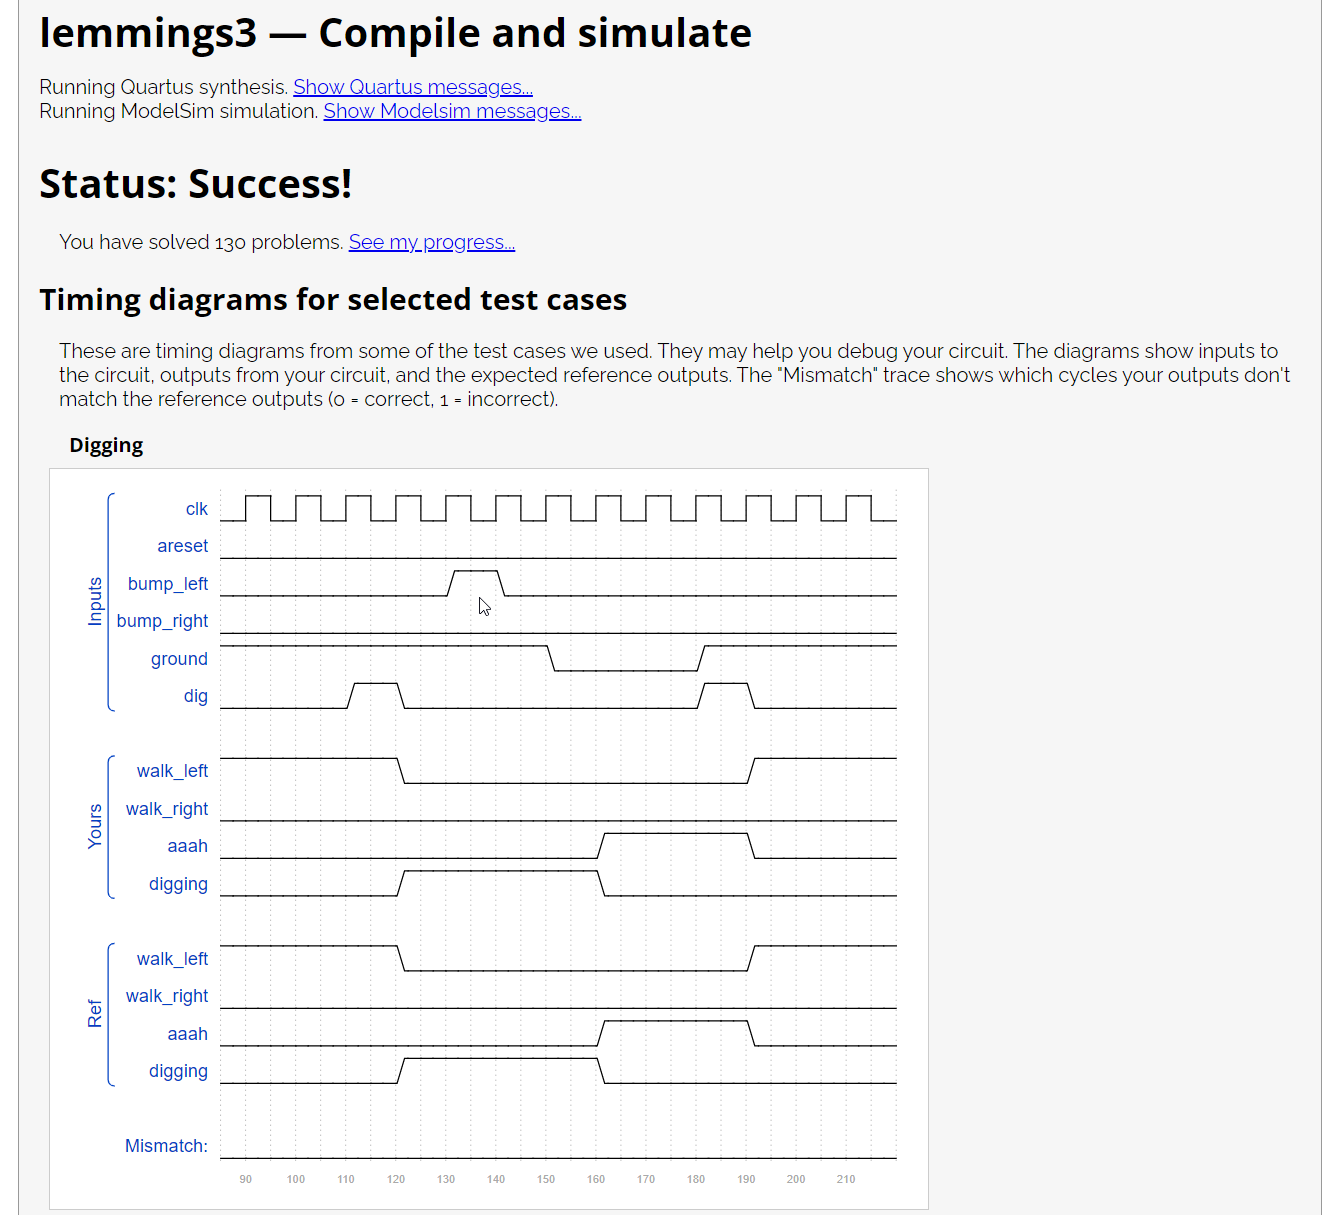 lemmings3 — Compile and simulate
Running Quartus synthesis. Show Quartus messages...
Running ModelSim simulation. Show Modelsim messages...
Status: Success!
You have solved 130 problems. See my progress...
Timing diagrams for selected test cases
These are timing diagrams from some of the test cases we used. They may help you debug your circuit. The diagrams show inputs to
the circuit, outputs from your circuit, and the expected reference outputs. The "Mismatch" trace shows which cycles your outputs don't
match the reference outputs (0 = correct, 1 = incorrect).
Digging
Inputs
clk
areset
bump_left
bump_right
ground
dig
Yours
walk_left
walk_right
aaah
digging
Ref
walk_left
walk_right
aaah
digging
Mismatch:
90 100 110 120 130 140 150 160 170 180 190 200 210